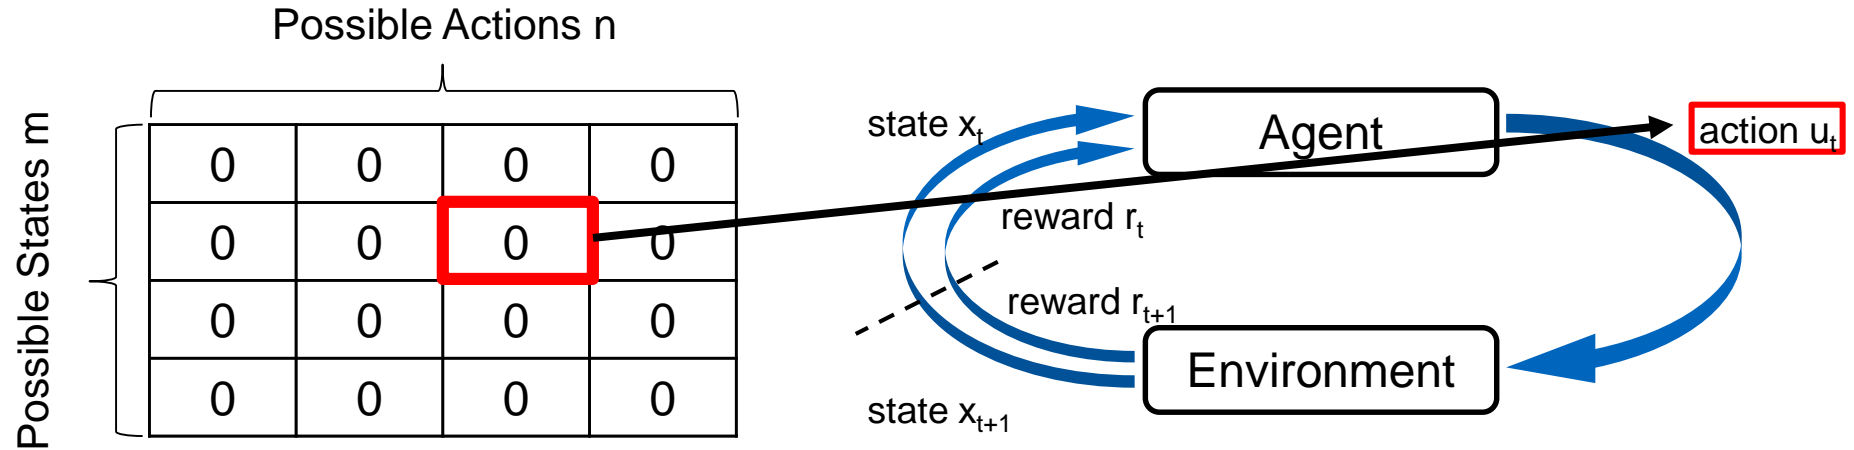 Possible Actions n
Possible States m
0 0 0 0
0 0 0 0
0 0 0 0
0 0 0 0
state xₜ
Agent
action uₜ
reward rₜ
reward rₜ₊₁
Environment
state xₜ₊₁